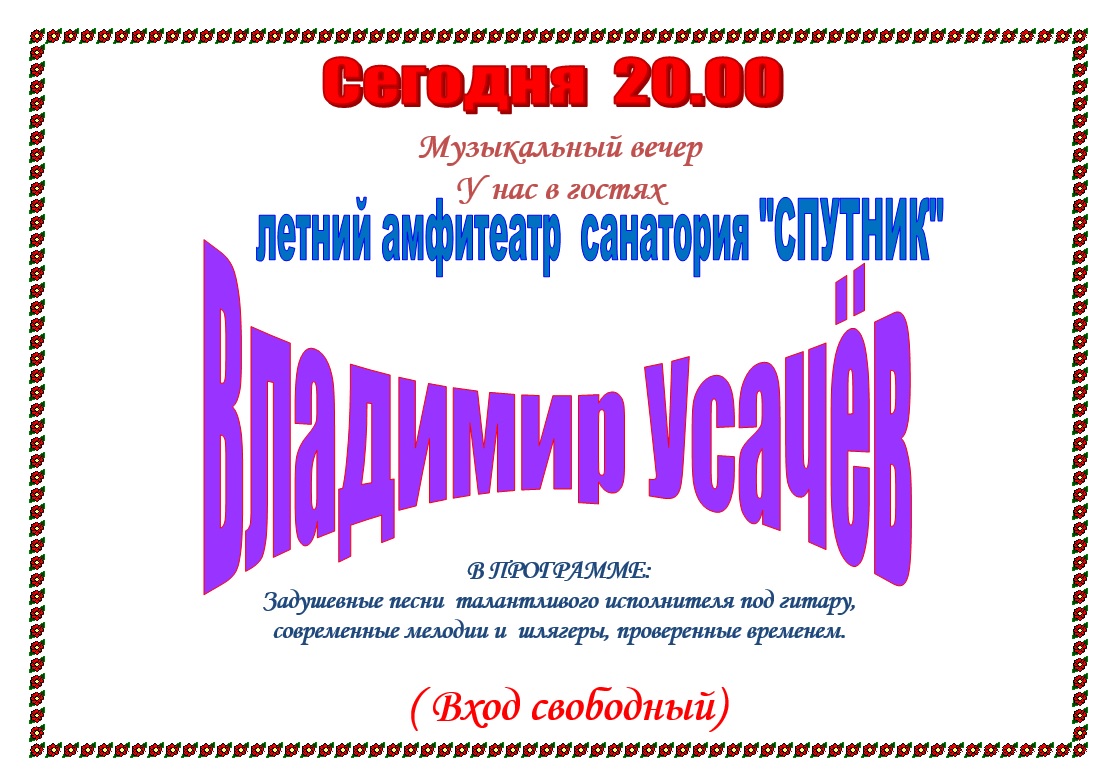 Сегодня 20.00
Музыкальный вечер
У нас в гостях
летний амфитеатр санатория "СПУТНИК"
Владимир Усачёв
В ПРОГРАММЕ:
Задушевные песни талантливого исполнителя под гитару,
современные мелодии и шлягеры, проверенные временем.
( Вход свободный)